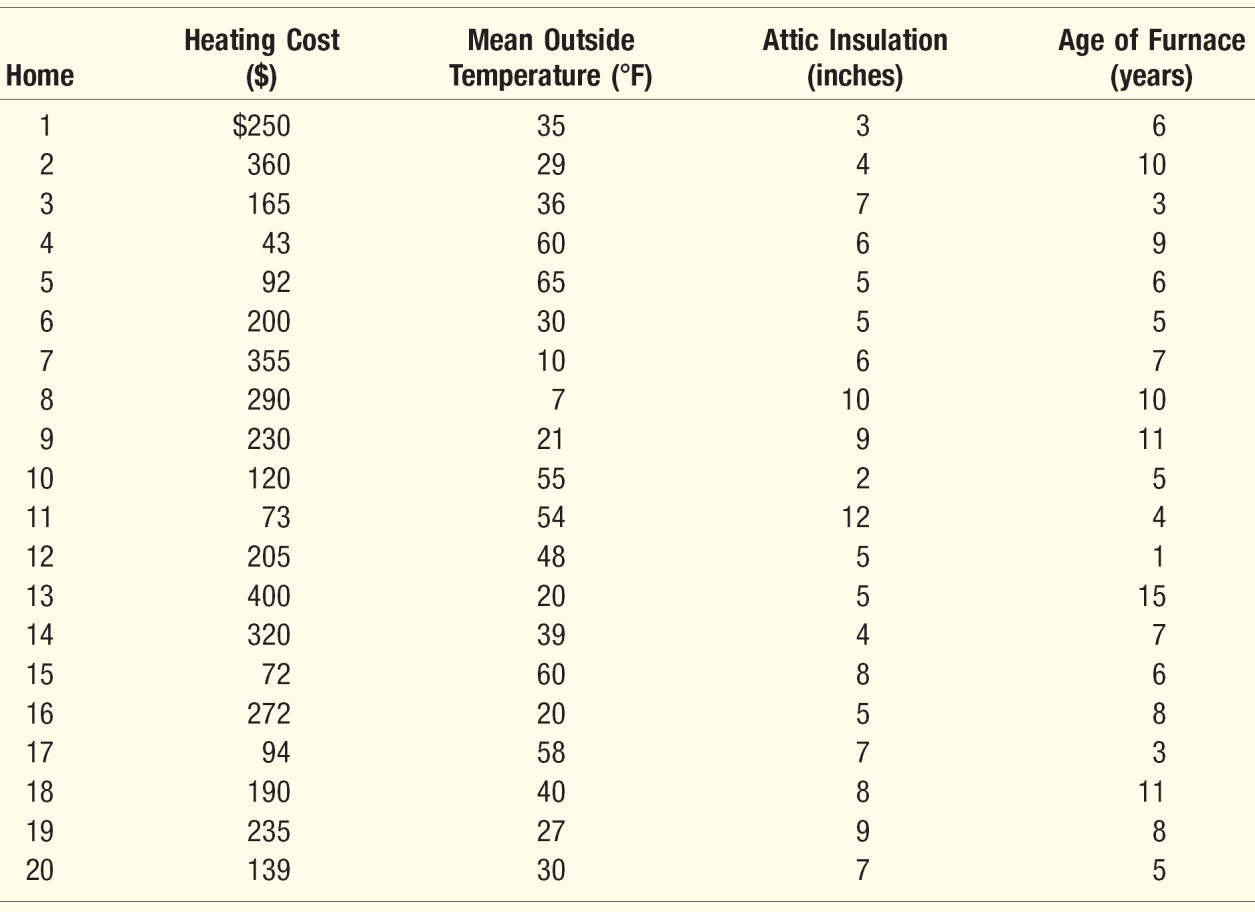 Heating Cost Mean Outside Attic Insulation Age of Furnace
Home ($) Temperature (°F) (inches) (years)
1 $250 35 3 6
2 360 29 4 10
3 165 36 7 3
4 43 60 6 9
5 92 65 5 6
6 200 30 5 5
7 355 10 6 7
8 290 7 10 10
9 230 21 9 11
10 120 55 2 5
11 73 54 12 4
12 205 48 5 1
13 400 20 5 15
14 320 39 4 7
15 72 60 8 6
16 272 20 5 8
17 94 58 7 3
18 190 40 8 11
19 235 27 9 8
20 139 30 7 5